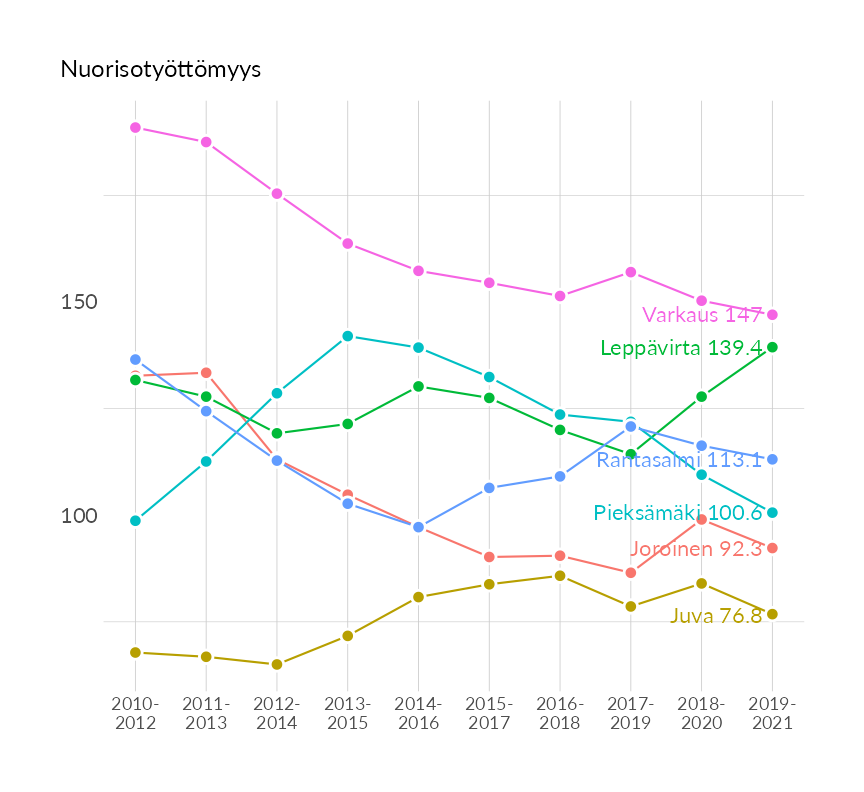 Nuorisotyöttömyys
150
100
Varkaus 147
Leppävirta 139.4
Rantasalmi 113.1
Pieksämäki 100.6
Joroinen 92.3
Juva 76.8
2010- 2011- 2012- 2013- 2014- 2015- 2016- 2017- 2018- 2019-
2012 2013 2014 2015 2016 2017 2018 2019 2020 2021